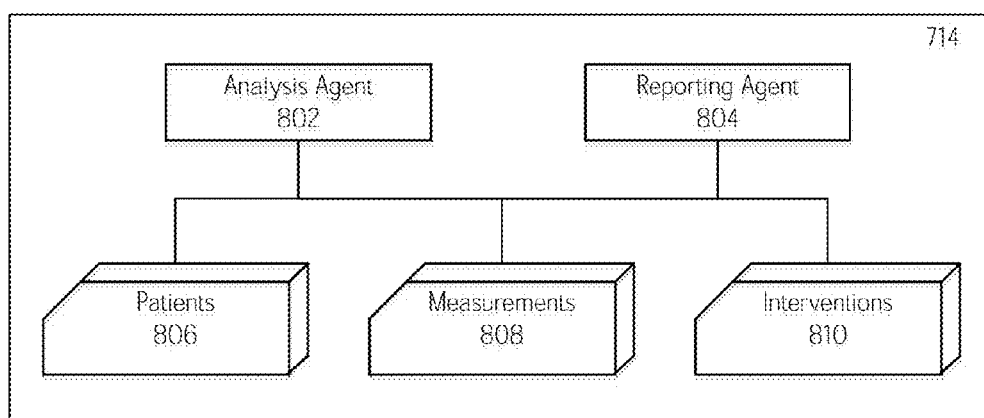 714
Analysis Agent
802
Reporting Agent
804
Patients
806
Measurements
808
Interventions
810